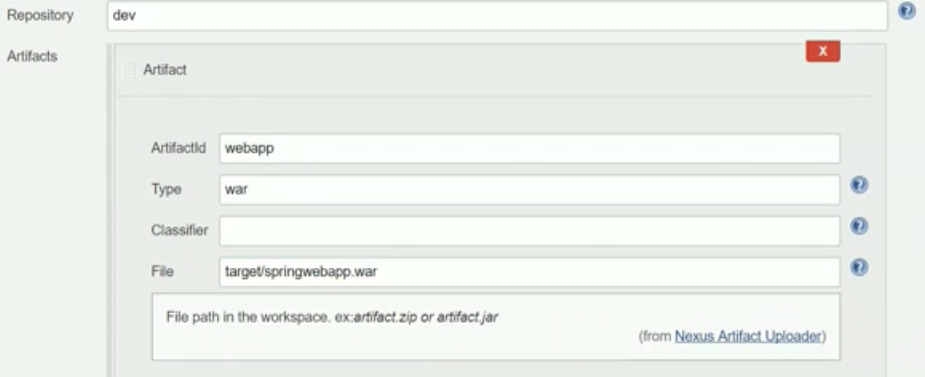 Repository dev
Artifacts
X
Artifact
ArtifactId webapp
Type war
Classifier
File target/springwebapp.war
File path in the workspace. ex:artifact.zip or artifact.jar
(from Nexus Artifact Uploader)